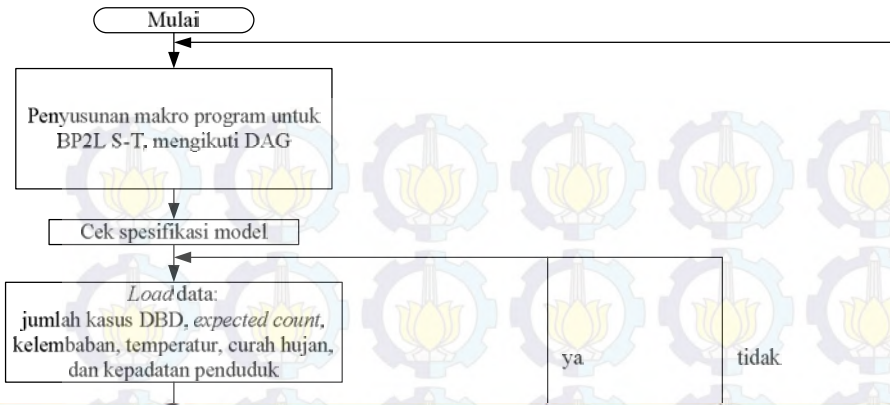 Mulai
Penyusunan makro program untuk
BP2L S-T, mengikuti DAG
Cek spesifikasi model
Load data:
jumlah kasus DBD, expected count,
kelembaban, temperatur, curah hujan,
dan kepadatan penduduk
ya
tidak